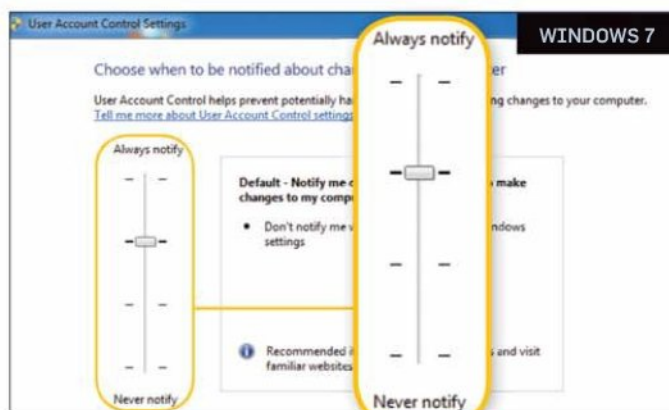 User Account Control Settings
WINDOWS 7
Choose when to be notified about cha er
User Account Control helps prevent potentially ha ng changes to your computer.
Tell me more about User Account Control settings
Always notify
Default - Notify me o make
changes to my comp
• Don't notify me w ndows
settings
Recommended i s and visit
familiar websites
Never notify
Always notify
Never notify